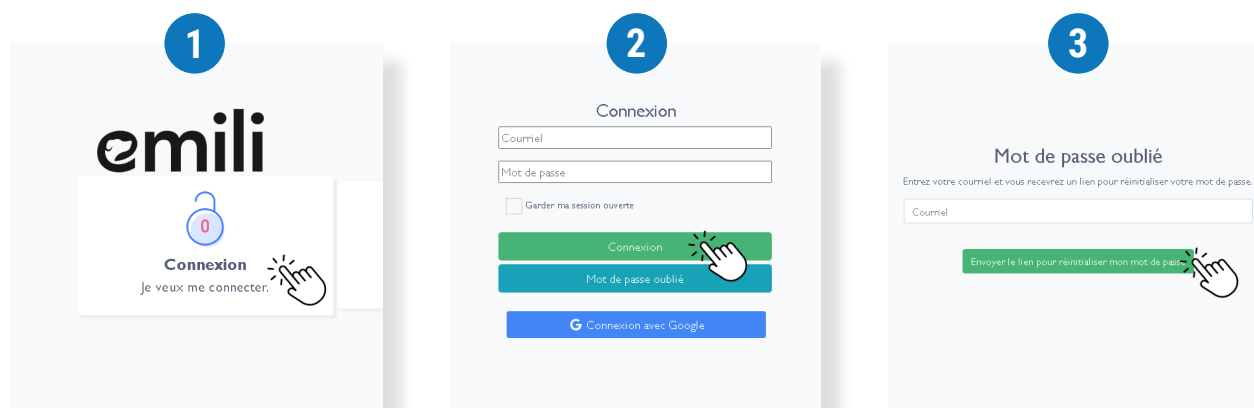 1
emili
0
Connexion
Je veux me connecter.
2
Connexion
Courriel
Mot de passe
Garder ma session ouverte
Connexion
Mot de passe oublié
G Connexion avec Google
3
Mot de passe oublié
Entrez votre courriel et vous recevrez un lien pour réinitialiser votre mot de passe.
Courriel
Envoyer le lien pour réinitialiser mon mot de